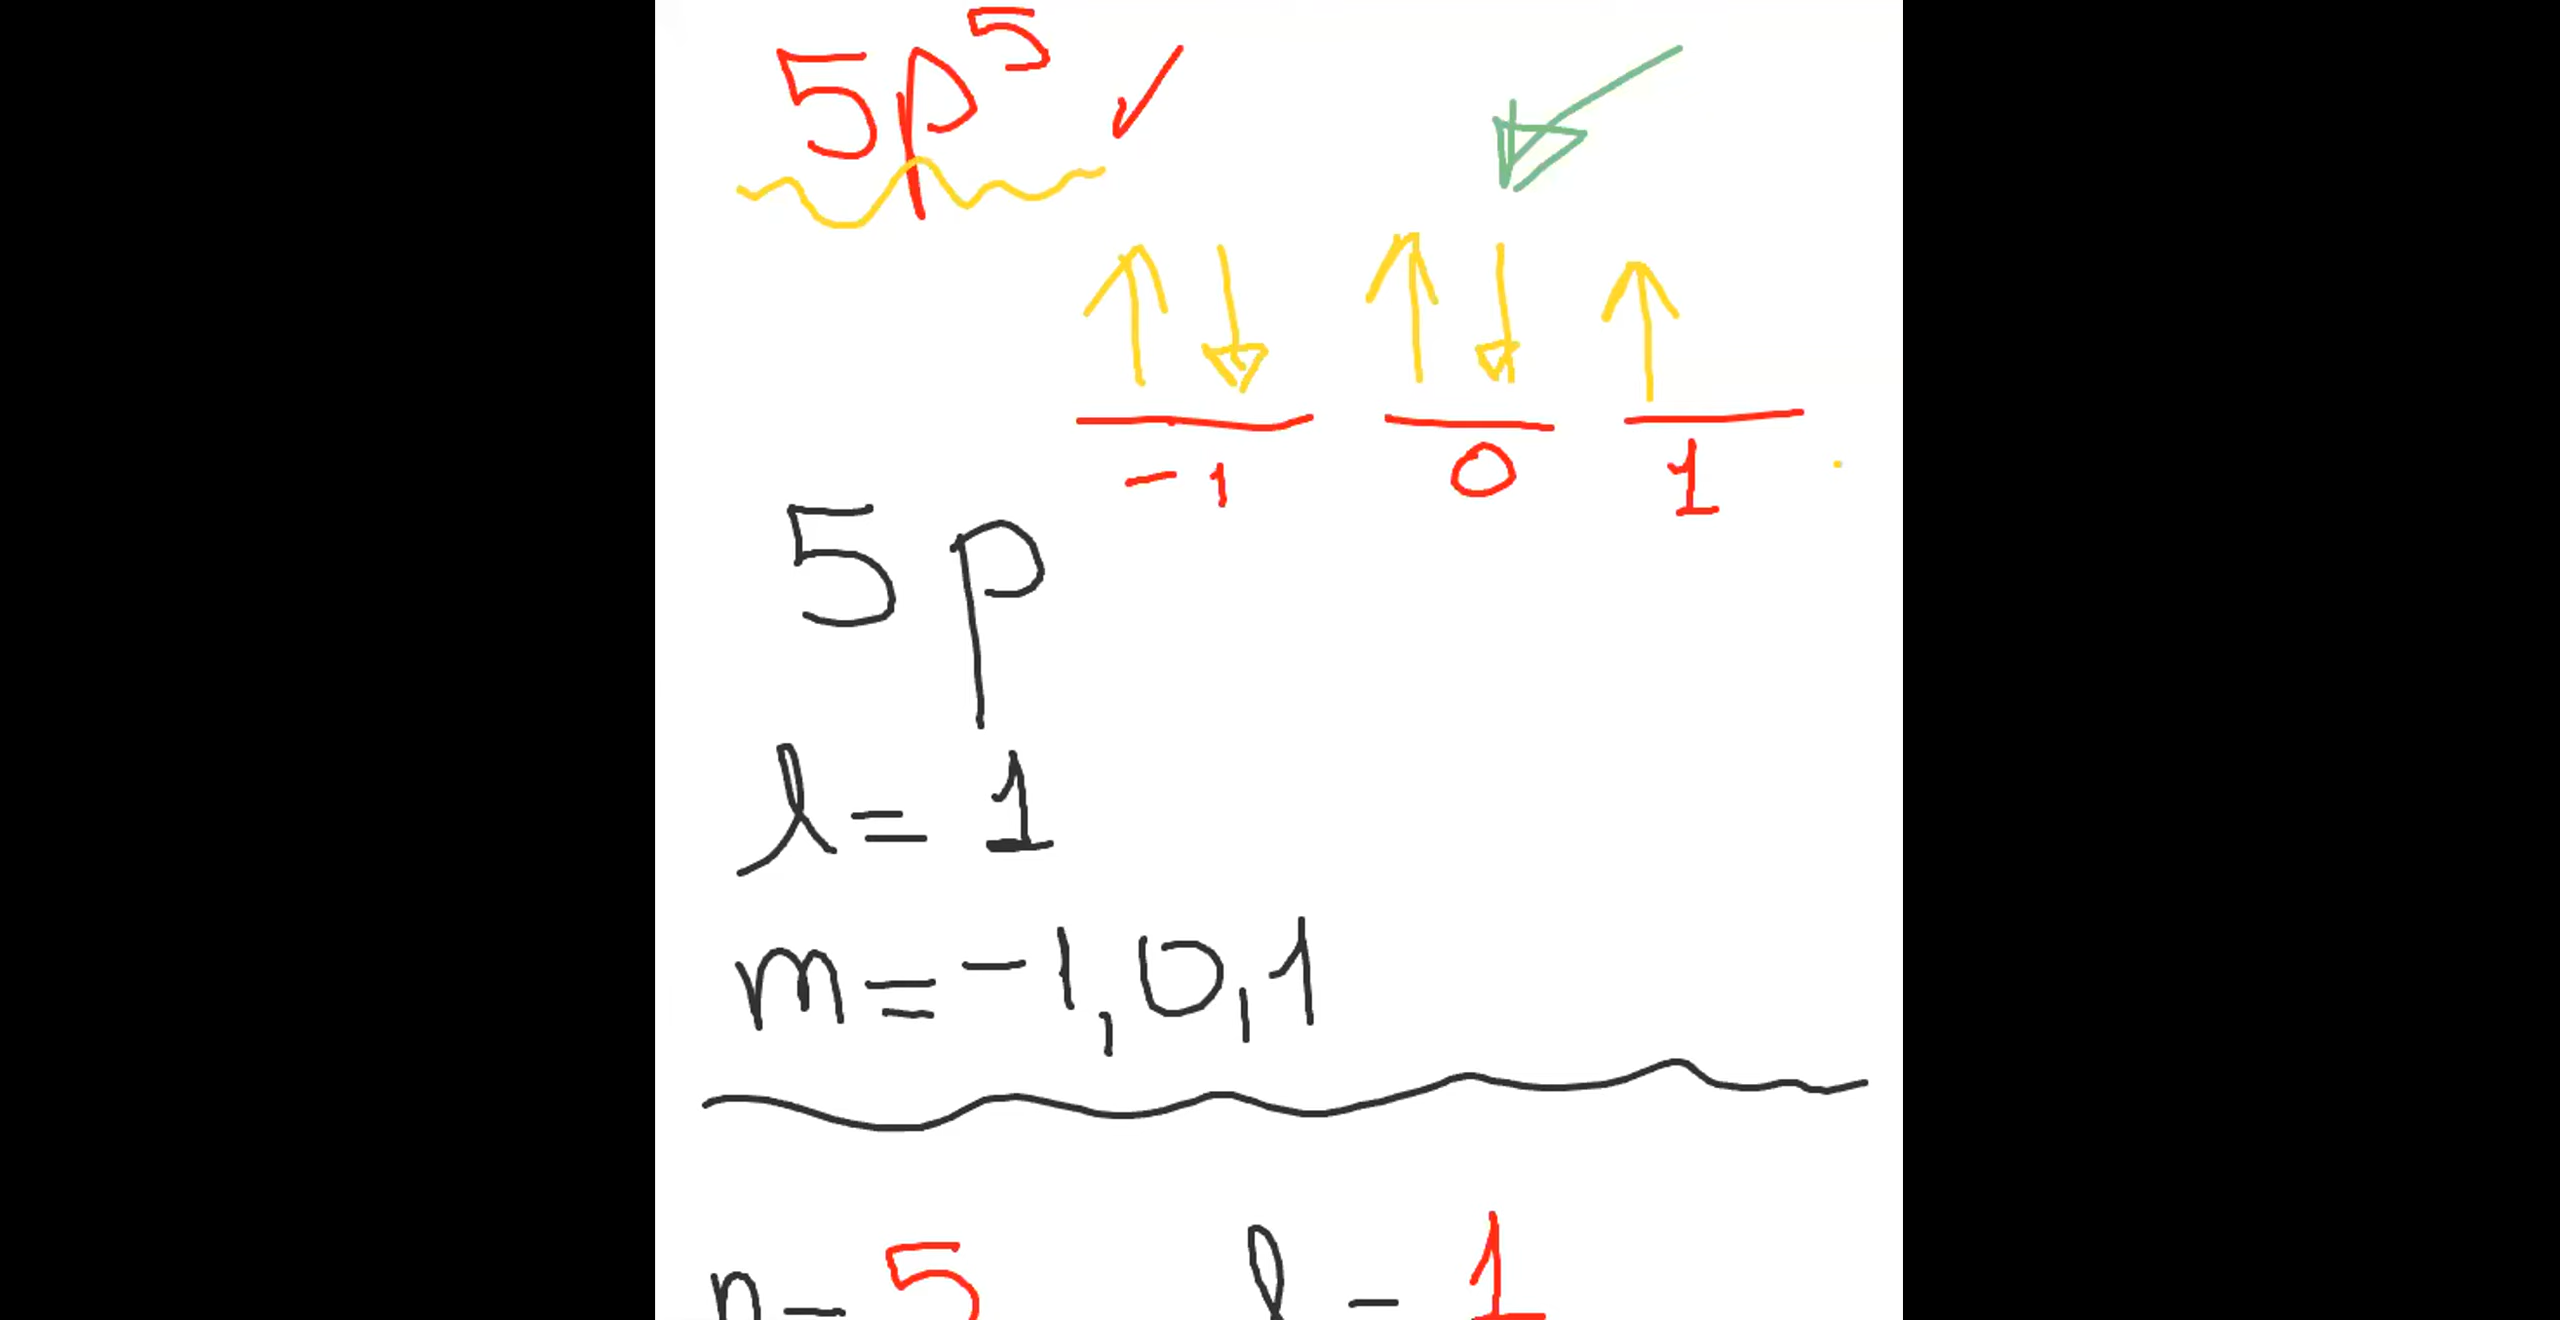 5p⁵
-1 0 1
5p
l = 1
m = -1, 0, 1
n = 5 l = 1